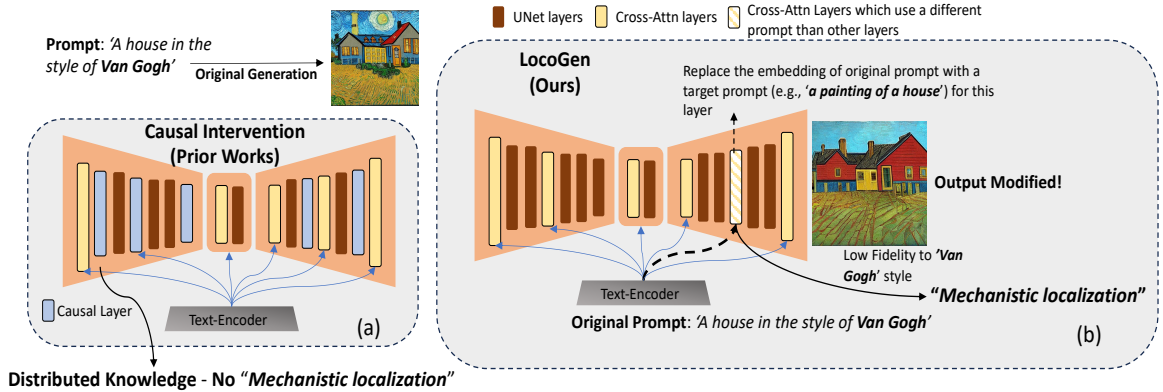 UNet layers
Cross-Attn layers
Cross-Attn Layers which use a different
prompt than other layers
Prompt: 'A house in the
style of Van Gogh'
Original Generation
Causal Intervention
(Prior Works)
Causal Layer
Text-Encoder
(a)
Distributed Knowledge - No "Mechanistic localization"
LocoGen
(Ours)
Replace the embedding of original prompt with a
target prompt (e.g., 'a painting of a house') for this
layer
Output Modified!
Low Fidelity to 'Van
Gogh' style
"Mechanistic localization"
Text-Encoder
Original Prompt: 'A house in the style of Van Gogh'
(b)